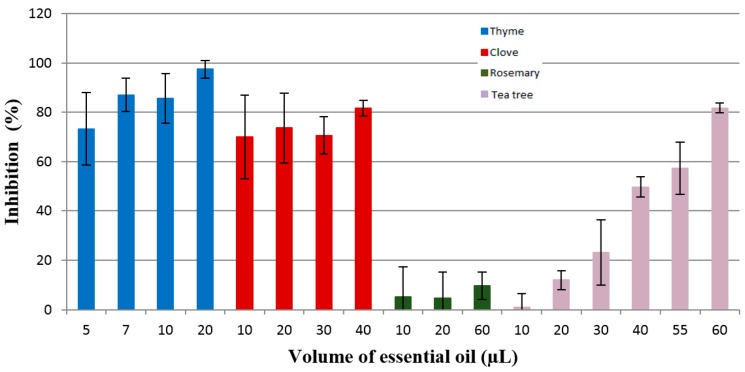 120
100
80
60
40
20
0
Inhibition (%)
Thyme
Clove
Rosemary
Tea tree
5 7 10 20 10 20 30 40 10 20 60 10 20 30 40 55 60
Volume of essential oil (µL)